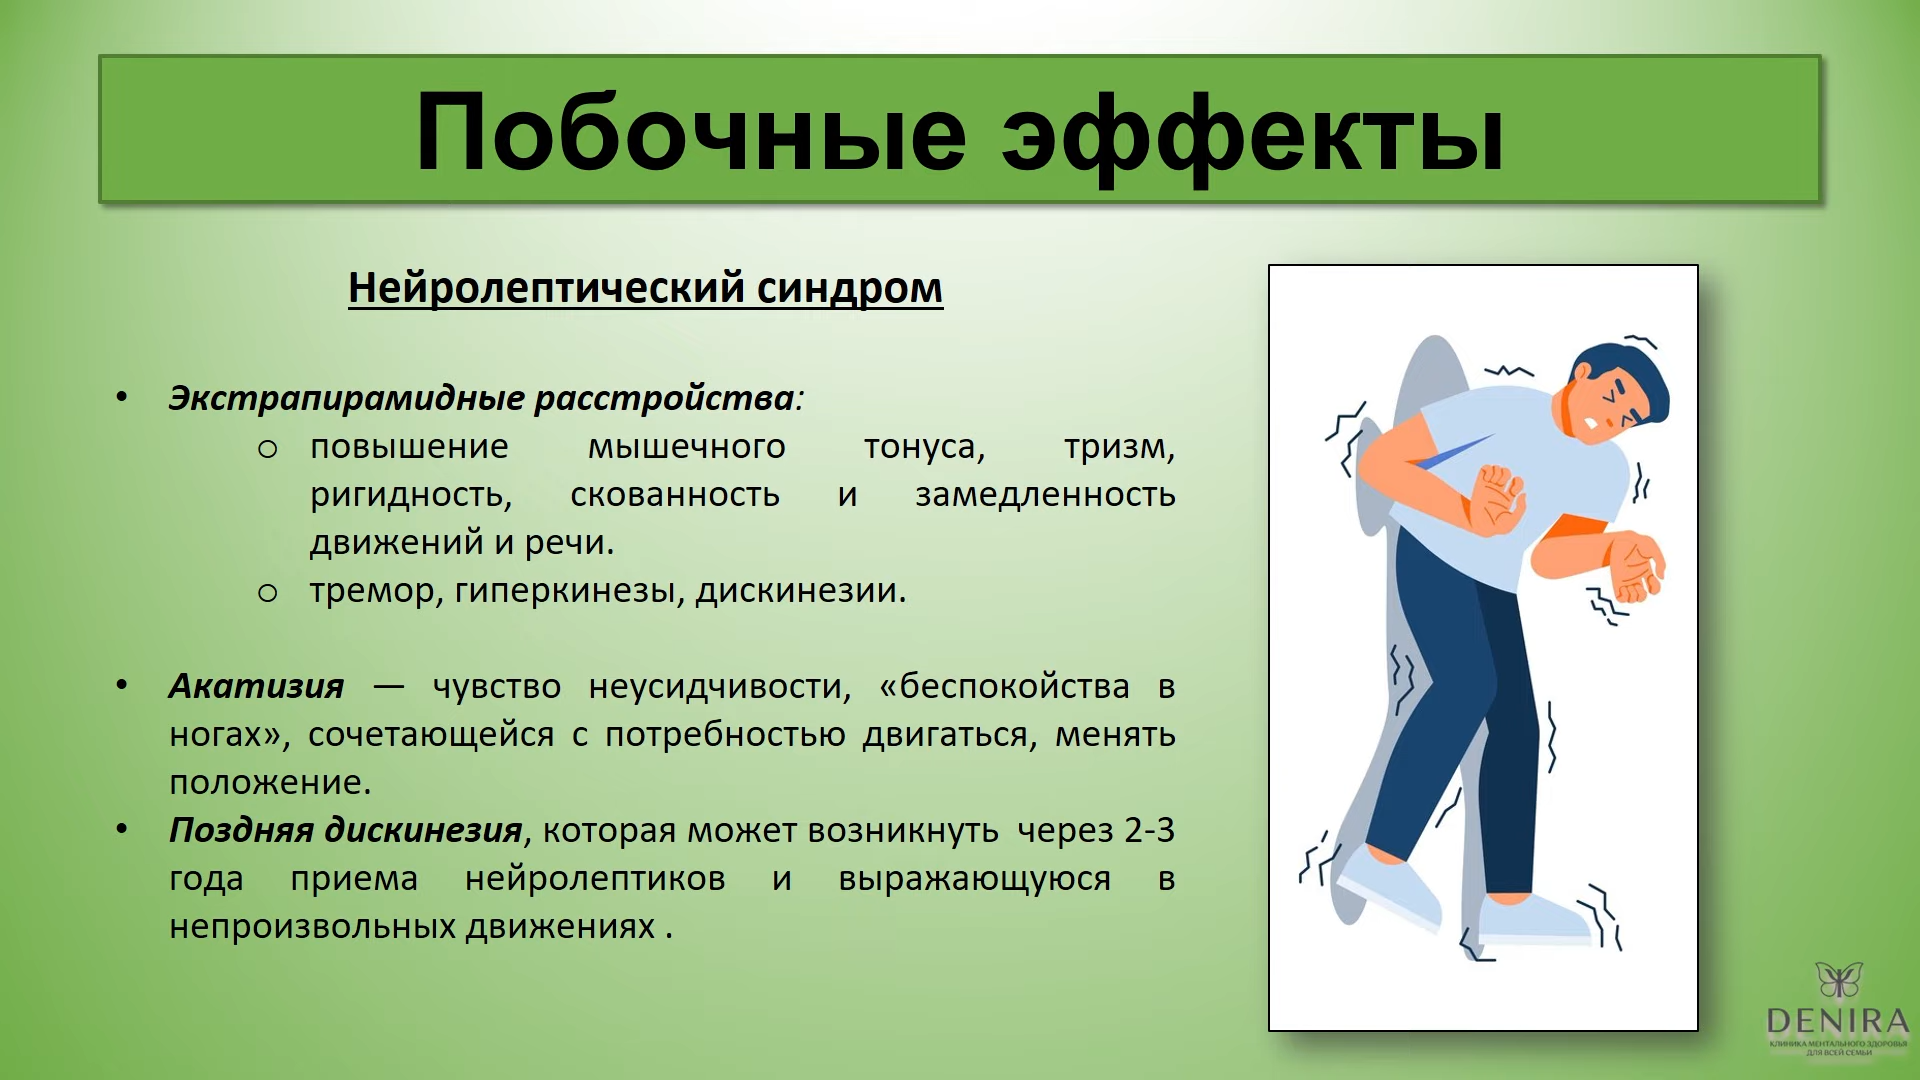 Побочные эффекты
Нейролептический синдром
• Экстрапирамидные расстройства:
o повышение мышечного тонуса, тризм,
ригидность, скованность и замедленность
движений и речи.
o тремор, гиперкинезы, дискинезии.
• Акатизия — чувство неусидчивости, «беспокойства в
ногах», сочетающейся с потребностью двигаться, менять
положение.
• Поздняя дискинезия, которая может возникнуть через 2-3
года приема нейролептиков и выражающуюся в
непроизвольных движениях .
DENIRA
КЛИНИКА МЕНТАЛЬНОГО ЗДОРОВЬЯ
ДЛЯ ВСЕЙ СЕМЬИ